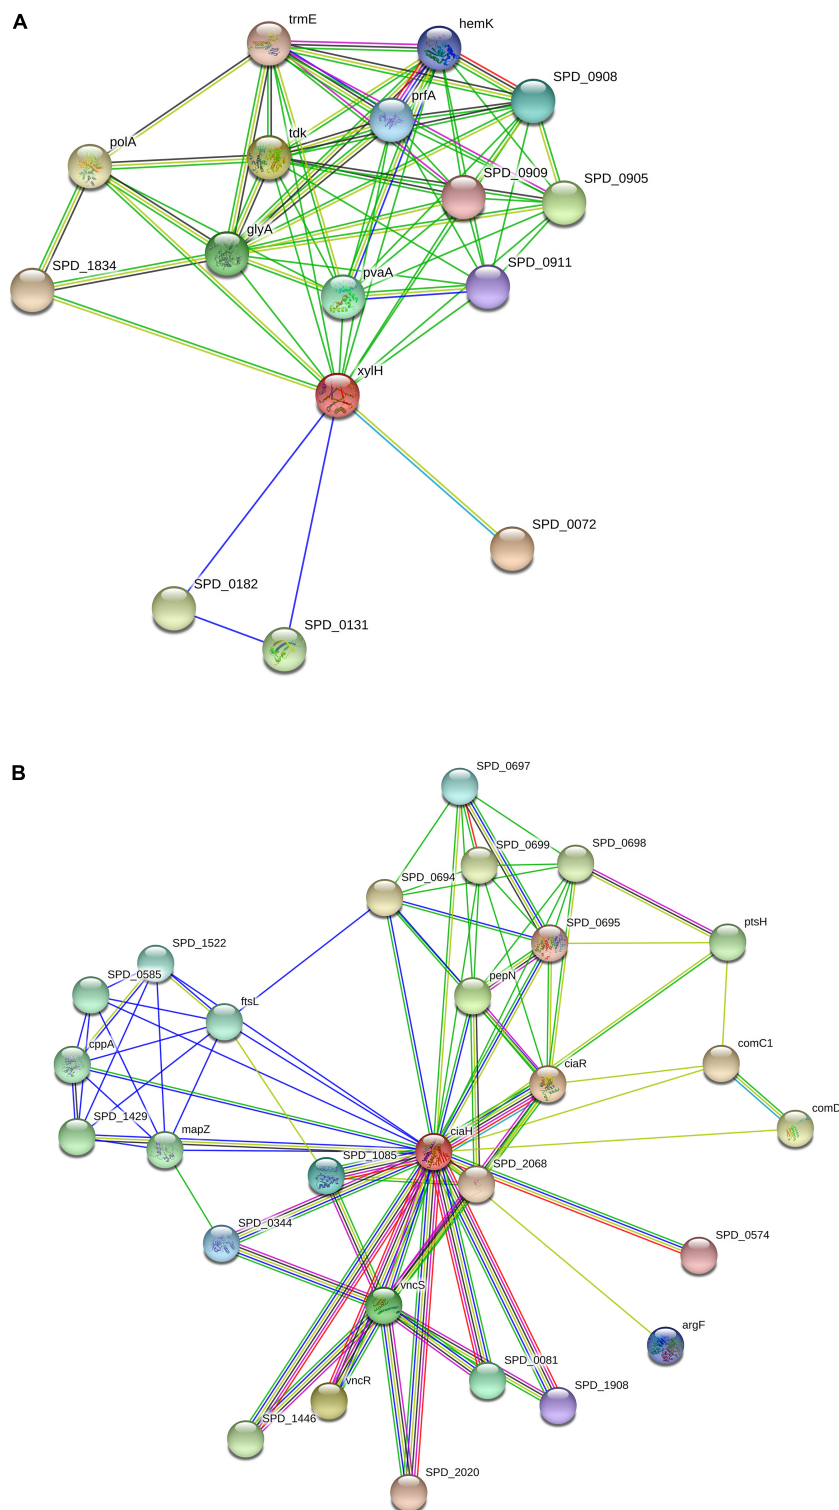 A
trmE
hemK
SPD_0908
prfA
polA
tdk
SPD_0909
SPD_0905
glyA
SPD_1834
pvaA
SPD_0911
xylH
SPD_0072
SPD_0182
SPD_0131
B
SPD_0697
SPD_0699
SPD_0698
SPD_0694
ptsH
SPD_0695
SPD_1522
SPD_0585
pepN
ftsL
cppA
comC1
ciaR
comD
SPD_1429
mapZ
ciaH
SPD_1085
SPD_2068
SPD_0344
SPD_0574
vncS
argF
SPD_0081
vncR
SPD_1908
SPD_1446
SPD_2020